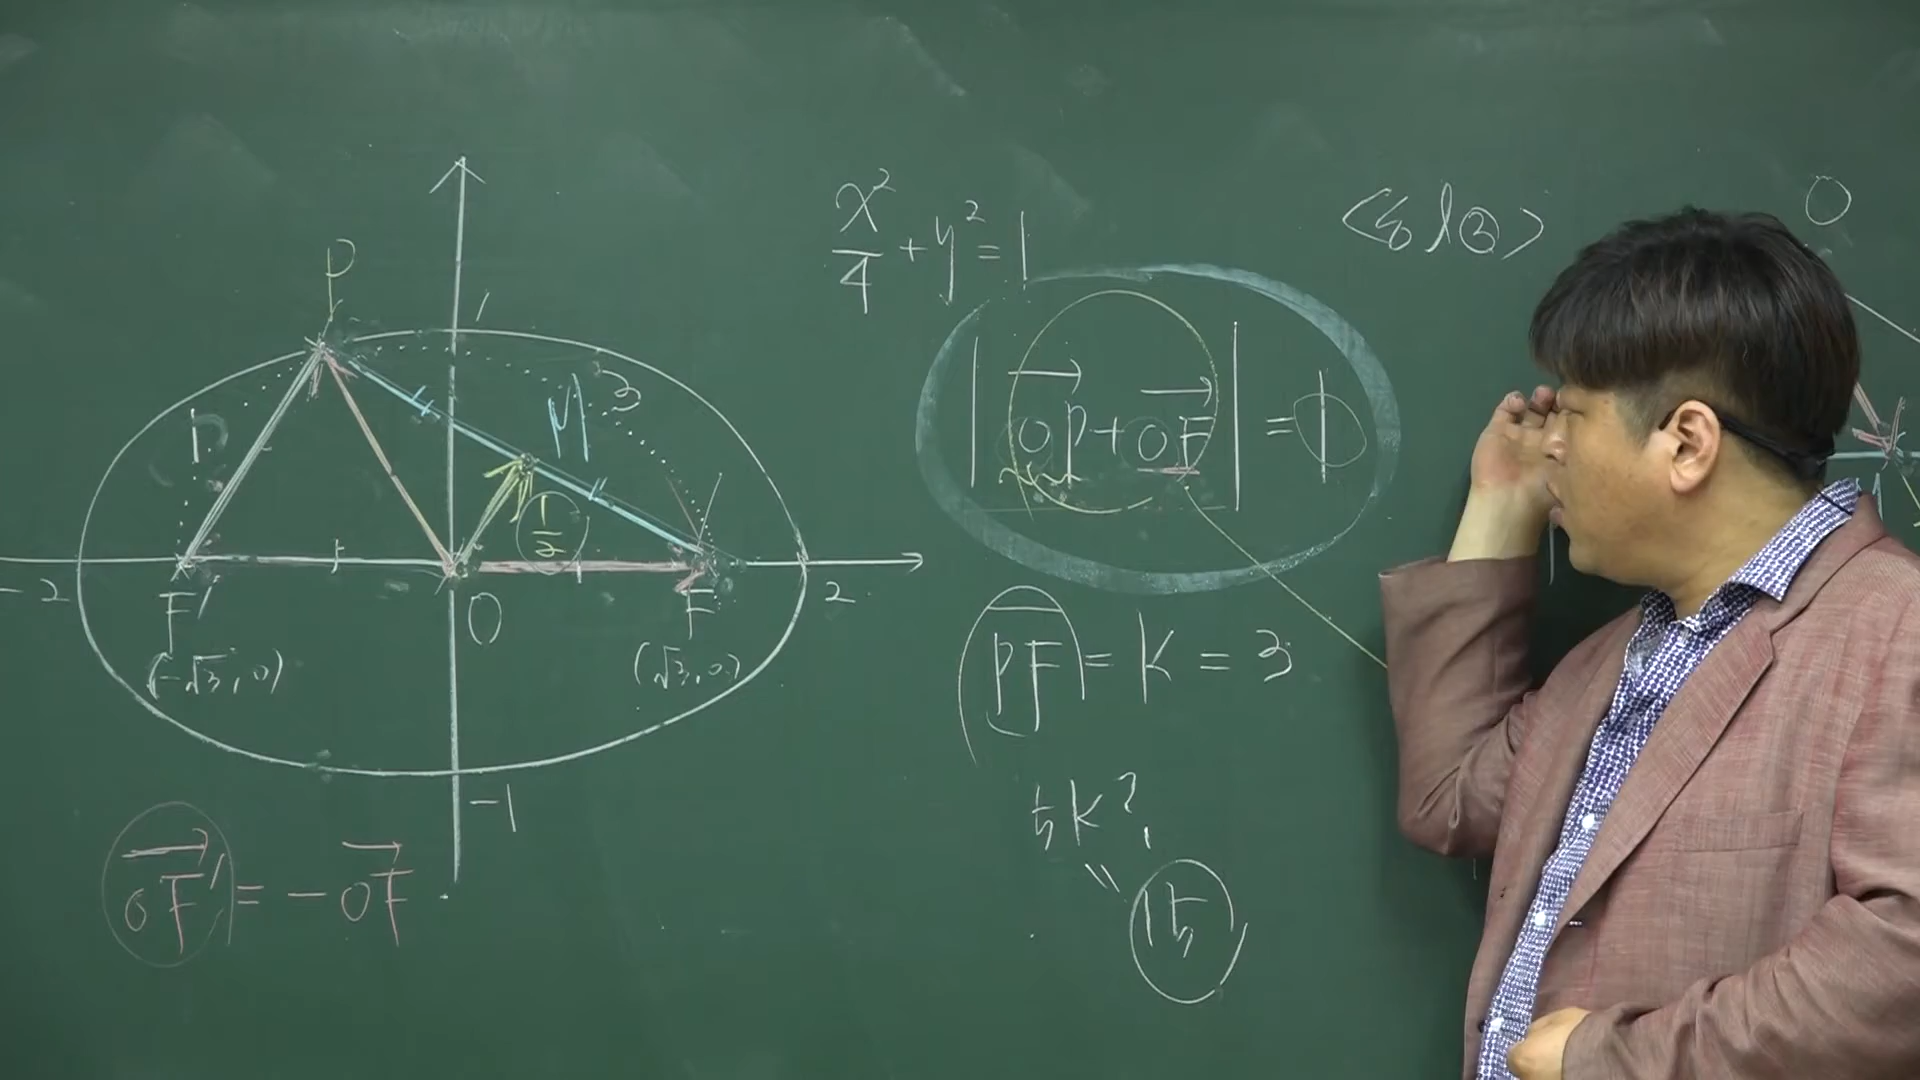 P
1
M
3
1
1/2
-2
F'
O
F
2
(-√3, 0)
(√3, 0)
-1
→OF' = -→OF
x²/4 + y² = 1
|→OP + →OF| = 1
P̅F̅ = K = 3
5K?
"
15
O